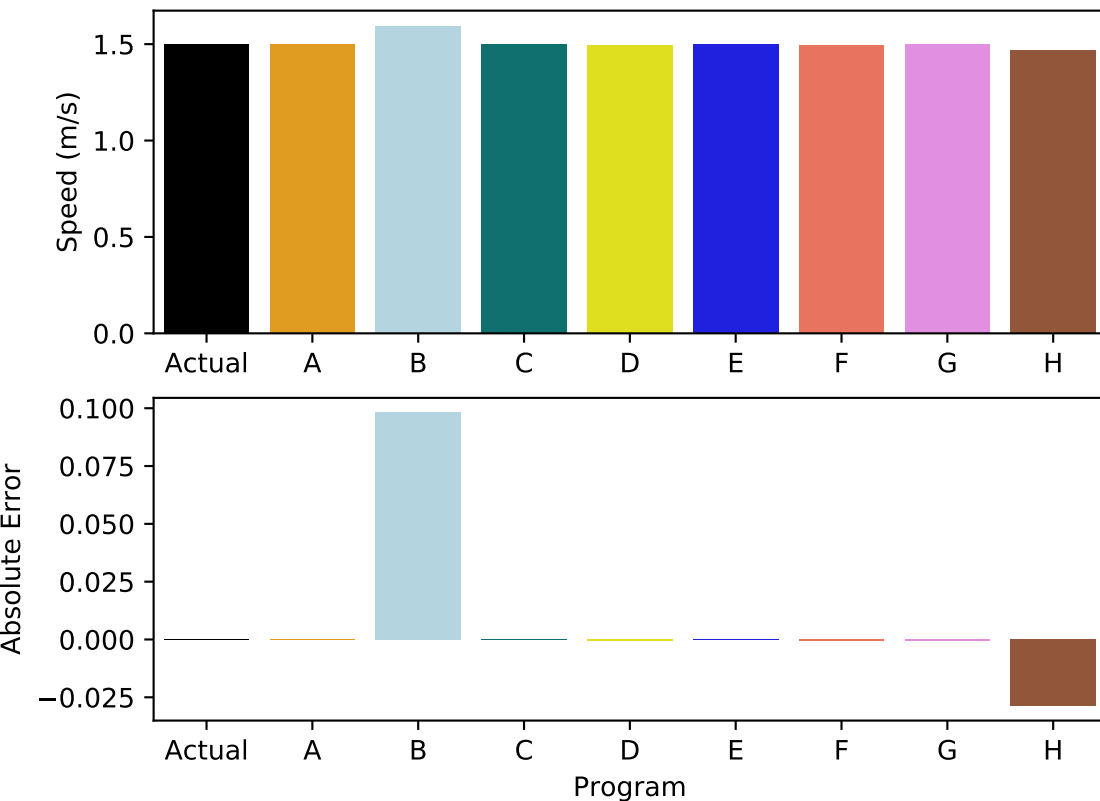 Speed (m/s)
1.5
1.0
0.5
0.0
Actual A B C D E F G H
Absolute Error
0.100
0.075
0.050
0.025
0.000
−0.025
Actual A B C D E F G H
Program